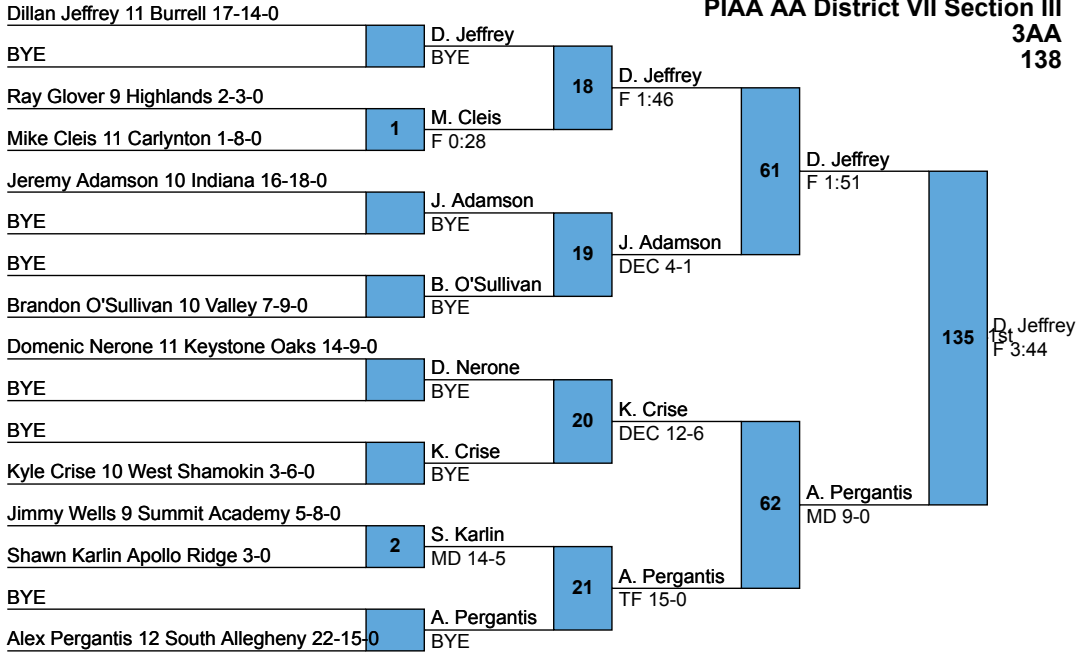 PIAA AA District VII Section III
3AA
138
Dillan Jeffrey 11 Burrell 17-14-0
BYE
D. Jeffrey
BYE
Ray Glover 9 Highlands 2-3-0
Mike Cleis 11 Carlynton 1-8-0
1
M. Cleis
F 0:28
18
D. Jeffrey
F 1:46
Jeremy Adamson 10 Indiana 16-18-0
BYE
J. Adamson
BYE
BYE
Brandon O'Sullivan 10 Valley 7-9-0
B. O'Sullivan
BYE
19
J. Adamson
DEC 4-1
61
D. Jeffrey
F 1:51
Domenic Nerone 11 Keystone Oaks 14-9-0
BYE
D. Nerone
BYE
BYE
Kyle Crise 10 West Shamokin 3-6-0
K. Crise
BYE
20
K. Crise
DEC 12-6
Jimmy Wells 9 Summit Academy 5-8-0
Shawn Karlin Apollo Ridge 3-0
2
S. Karlin
MD 14-5
BYE
Alex Pergantis 12 South Allegheny 22-15-0
A. Pergantis
BYE
21
A. Pergantis
TF 15-0
62
A. Pergantis
MD 9-0
135
D. Jeffrey
1st
F 3:44